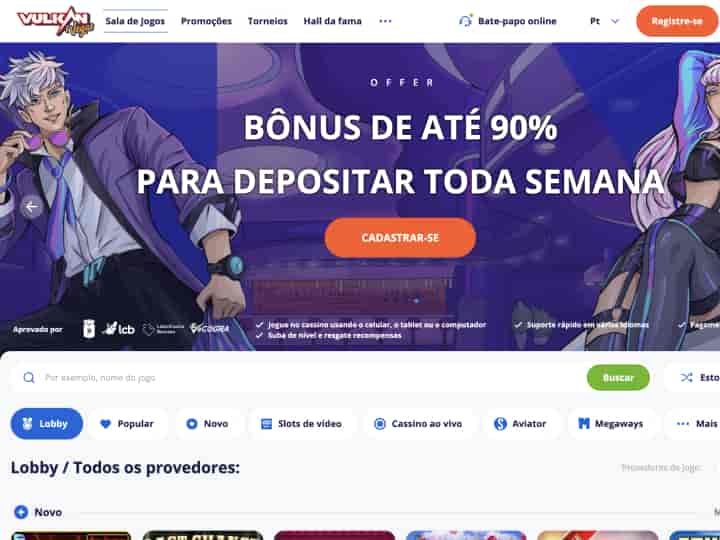 VULKAN
Vegas
Sala de Jogos
Promoções
Torneios
Hall da fama
Bate-papo online
Pt
Registre-se
OFFER
BÔNUS DE ATÉ 90%
PARA DEPOSITAR TODA SEMANA
CADASTRAR-SE
Aprovado por
lcb
eCOGRA
Jogue no cassino usando o celular, o tablet ou o computador
Suba de nível e resgate recompensas
Suporte rápido em vários idiomas
Pagame
Por exemplo, nome do jogo
Buscar
Esto
Lobby
Popular
Novo
Slots de vídeo
Cassino ao vivo
Aviator
Megaways
Mais
Lobby / Todos os provedores:
Provedores de jogo:
Novo
M
LAST CHANCE